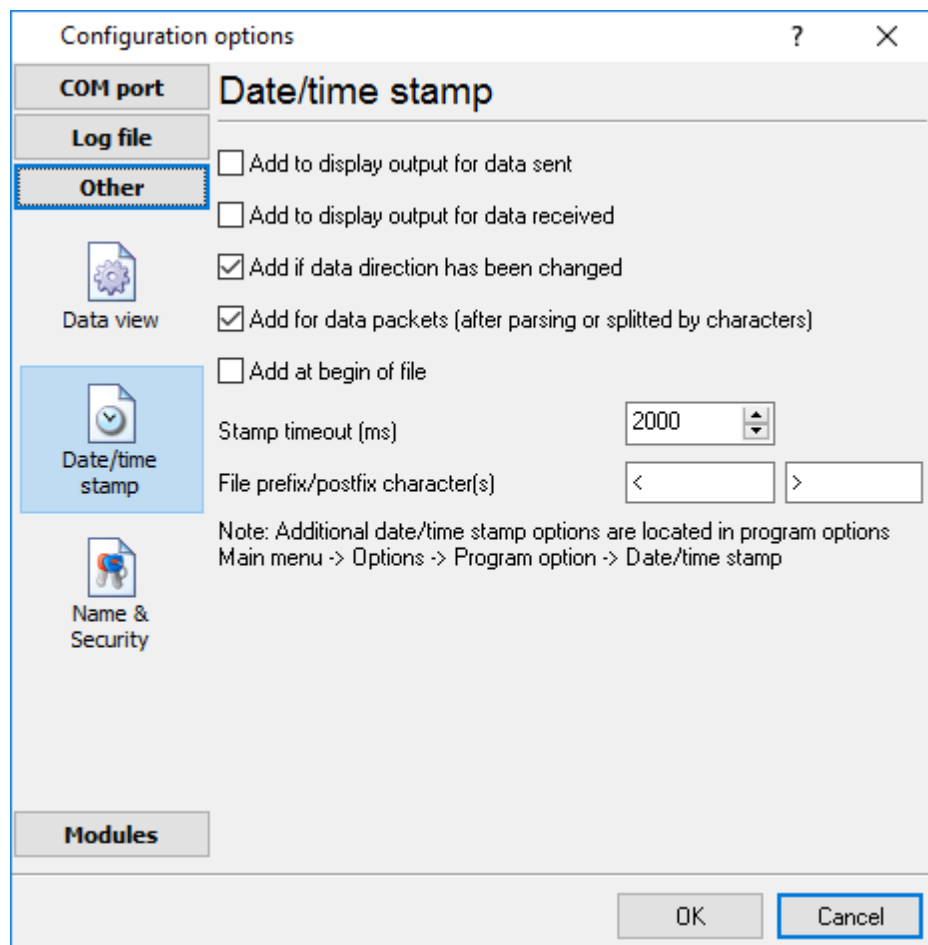 Configuration options
?
COM port
Log file
Other
Data view
Date/time
stamp
Name &
Security
Modules
Date/time stamp
Add to display output for data sent
Add to display output for data received
Add if data direction has been changed
Add for data packets (after parsing or splitted by characters)
Add at begin of file
Stamp timeout (ms) 2000
File prefix/postfix character(s) < >
Note: Additional date/time stamp options are located in program options
Main menu -> Options -> Program option -> Date/time stamp
OK Cancel